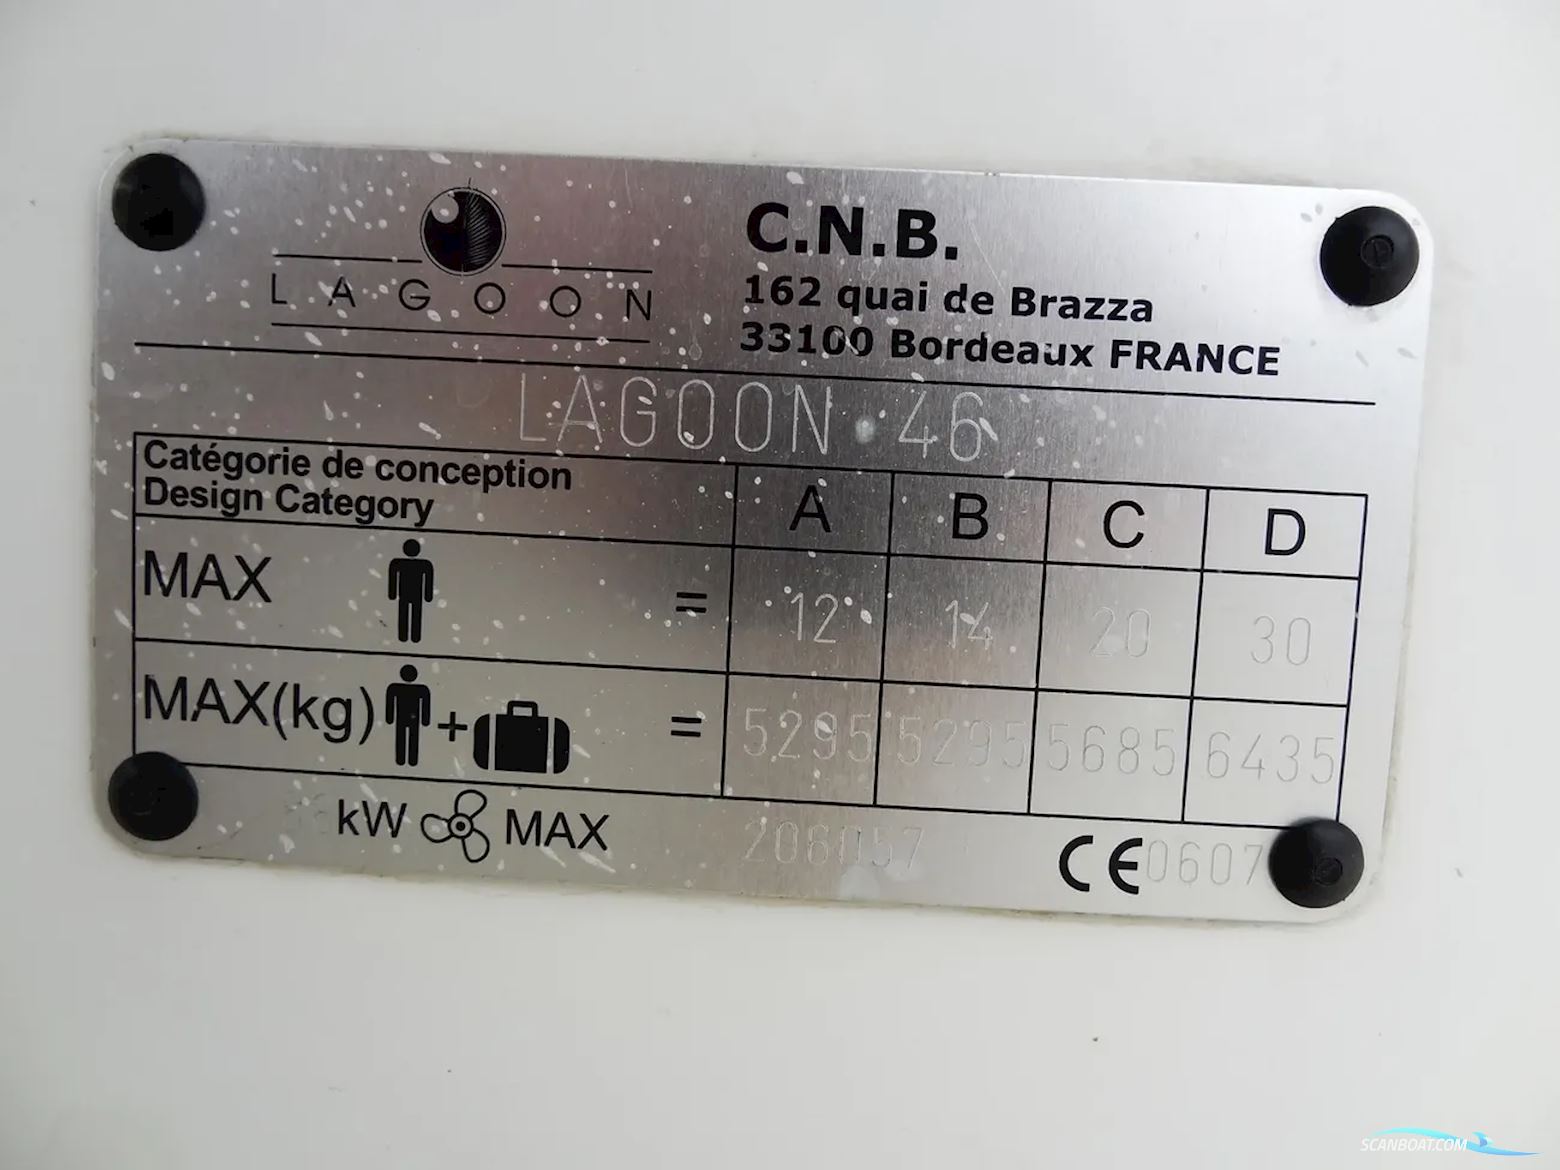 LAGOON
C.N.B.
162 quai de Brazza
33100 Bordeaux FRANCE
LAGOON 46
Catégorie de conception
Design Category
A B C D
MAX = 12 14 20 30
MAX(kg) + = 5295 5295 5685 6435
kW MAX 208057 CE 0607
SCANBOAT.COM